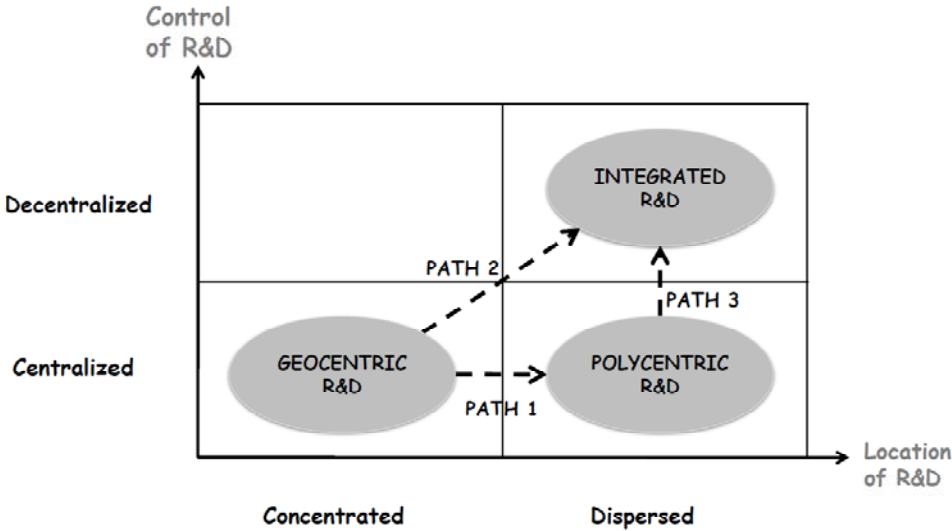 Control
of R&D
Decentralized
INTEGRATED
R&D
PATH 2
PATH 3
Centralized
GEOCENTRIC
R&D
POLYCENTRIC
R&D
PATH 1
Location
of R&D
Concentrated
Dispersed